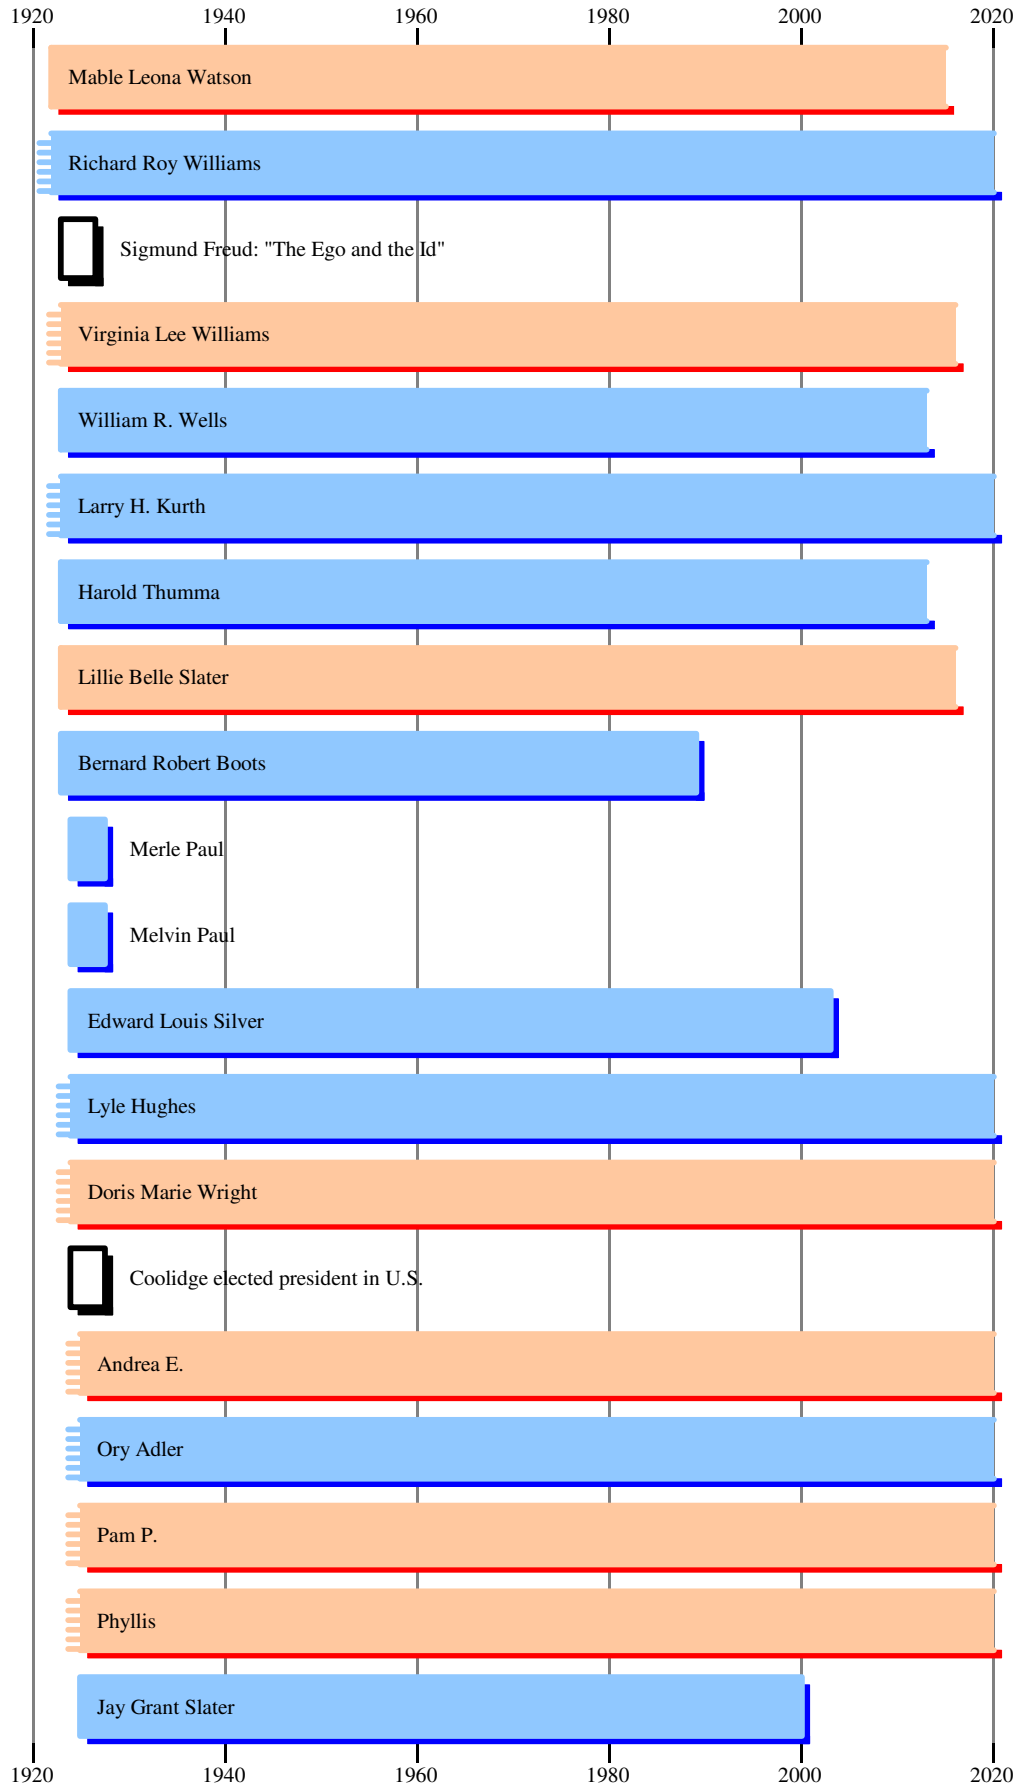 1920 1940 1960 1980 2000 2020
Mable Leona Watson
Richard Roy Williams
Sigmund Freud: "The Ego and the Id"
Virginia Lee Williams
William R. Wells
Larry H. Kurth
Harold Thumma
Lillie Belle Slater
Bernard Robert Boots
Merle Paul
Melvin Paul
Edward Louis Silver
Lyle Hughes
Doris Marie Wright
Coolidge elected president in U.S.
Andrea E.
Ory Adler
Pam P.
Phyllis
Jay Grant Slater
1920 1940 1960 1980 2000 2020